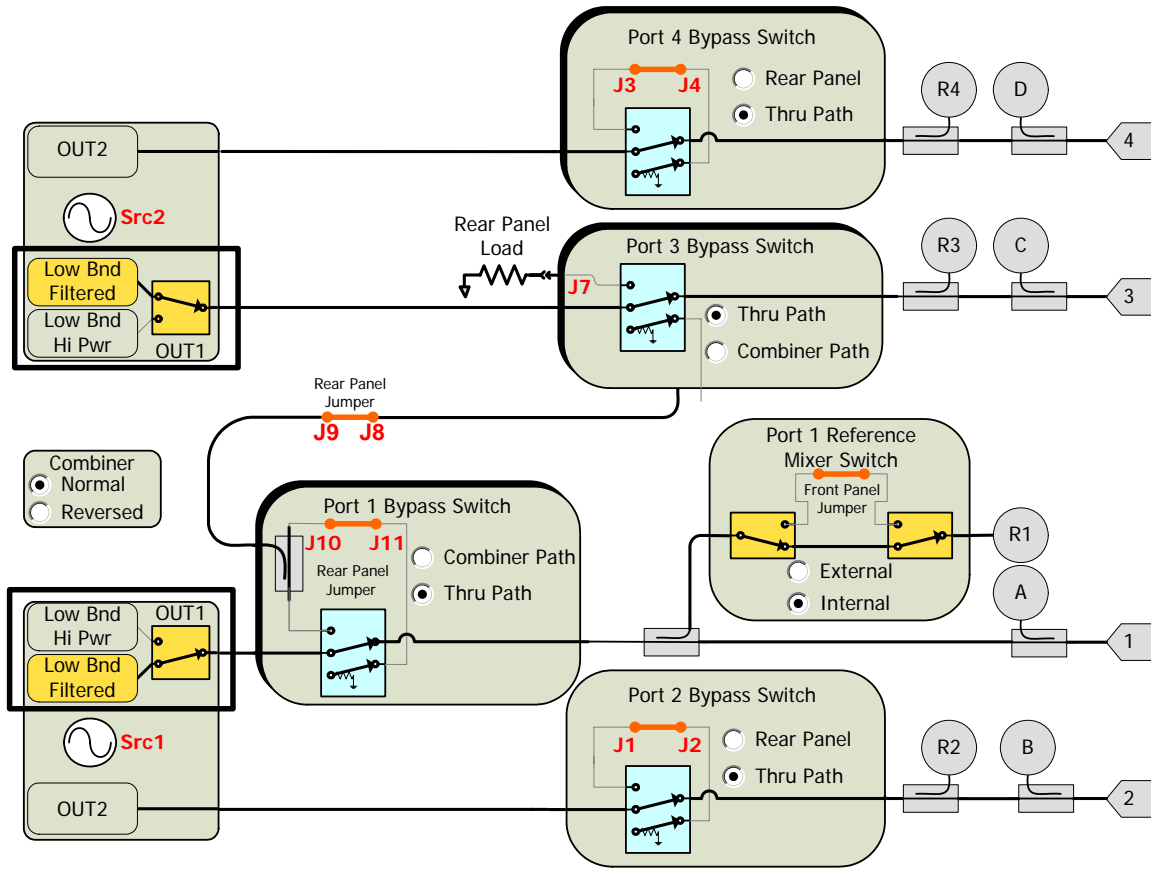 Port 4 Bypass Switch
J3
J4
Rear Panel
Thru Path
R4
D
4
OUT2
Src2
Low Bnd
Filtered
Low Bnd
Hi Pwr
OUT1
Rear Panel
Load
J7
Port 3 Bypass Switch
Thru Path
Combiner Path
R3
C
3
Rear Panel
Jumper
J9
J8
Combiner
Normal
Reversed
Port 1 Bypass Switch
J10
J11
Rear Panel
Jumper
Combiner Path
Thru Path
Port 1 Reference
Mixer Switch
Front Panel
Jumper
External
Internal
R1
A
1
Low Bnd
Hi Pwr
OUT1
Low Bnd
Filtered
Src1
OUT2
Port 2 Bypass Switch
J1
J2
Rear Panel
Thru Path
R2
B
2